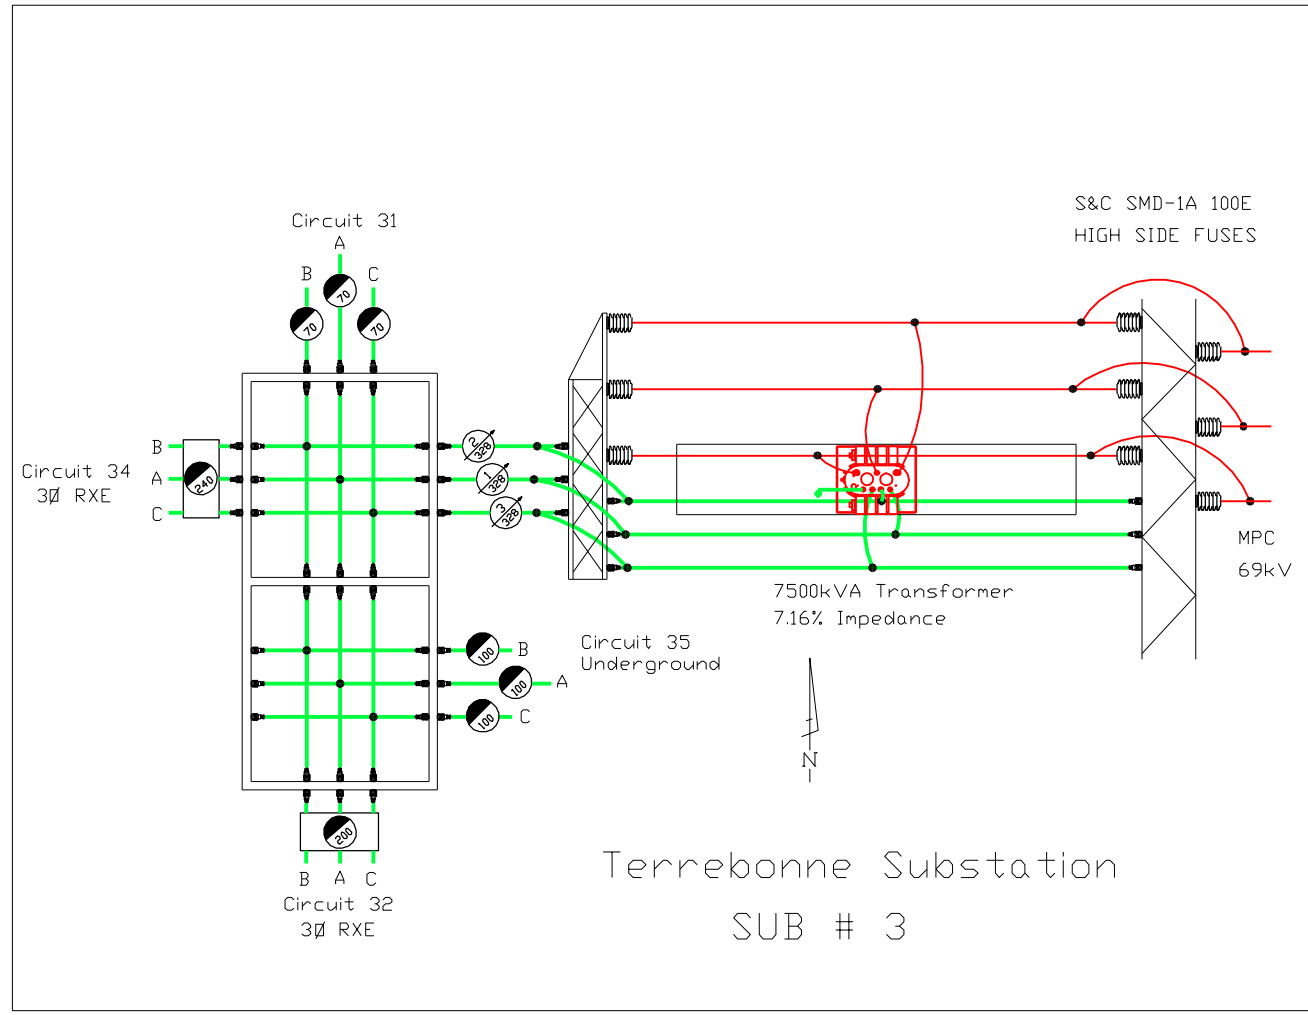 S&C SMD-1A 100E
HIGH SIDE FUSES
Circuit 31
A
B
C
70
70
70
B
A
C
Circuit 34
3Ø RXE
240
2/328
1/328
3/328
MPC
69kV
7500kVA Transformer
7.16% Impedance
100 B
100 A
100 C
Circuit 35
Underground
N
200
B A C
Circuit 32
3Ø RXE
Terrebonne Substation
SUB # 3